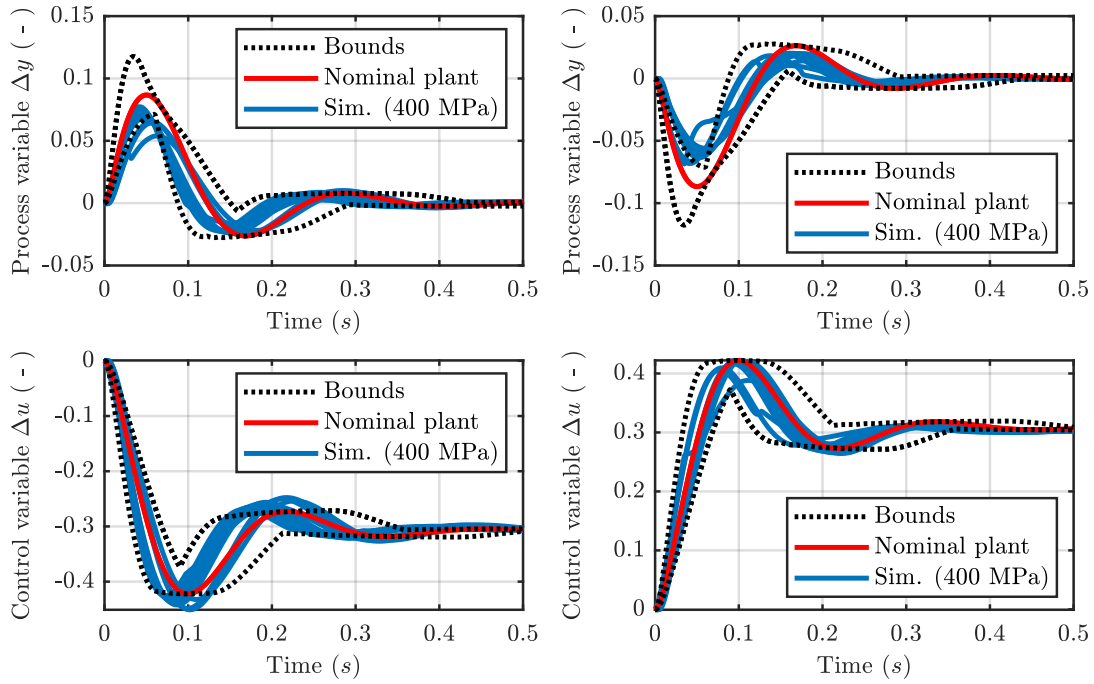 Process variable Δy ( - )
0.15
0.1
0.05
0
-0.05
Bounds
Nominal plant
Sim. (400 MPa)
0 0.1 0.2 0.3 0.4 0.5
Time (s)
Process variable Δy ( - )
0.05
0
-0.05
-0.1
-0.15
Bounds
Nominal plant
Sim. (400 MPa)
0 0.1 0.2 0.3 0.4 0.5
Time (s)
Control variable Δu ( - )
0
-0.1
-0.2
-0.3
-0.4
Bounds
Nominal plant
Sim. (400 MPa)
0 0.1 0.2 0.3 0.4 0.5
Time (s)
Control variable Δu ( - )
0.4
0.3
0.2
0.1
0
Bounds
Nominal plant
Sim. (400 MPa)
0 0.1 0.2 0.3 0.4 0.5
Time (s)